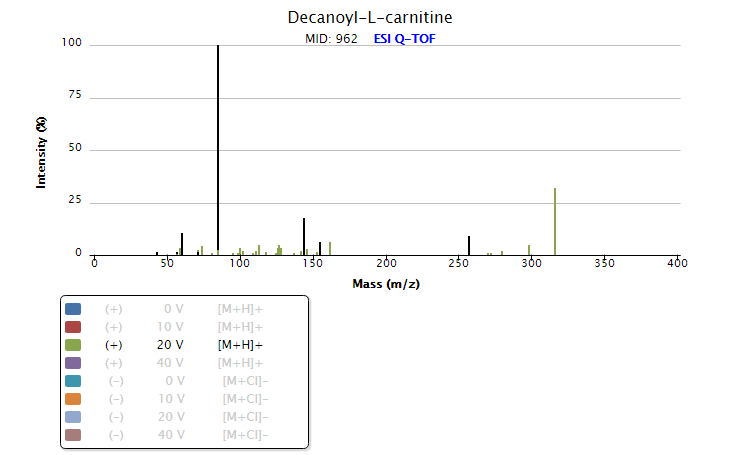 Decanoyl-L-carnitine
MID: 962 ESI Q-TOF
100
75
50
25
0
Intensity (%)
0 50 100 150 200 250 300 350 400
Mass (m/z)
(+) 0 V [M+H]+
(+) 10 V [M+H]+
(+) 20 V [M+H]+
(+) 40 V [M+H]+
(-) 0 V [M+Cl]-
(-) 10 V [M+Cl]-
(-) 20 V [M+Cl]-
(-) 40 V [M+Cl]-